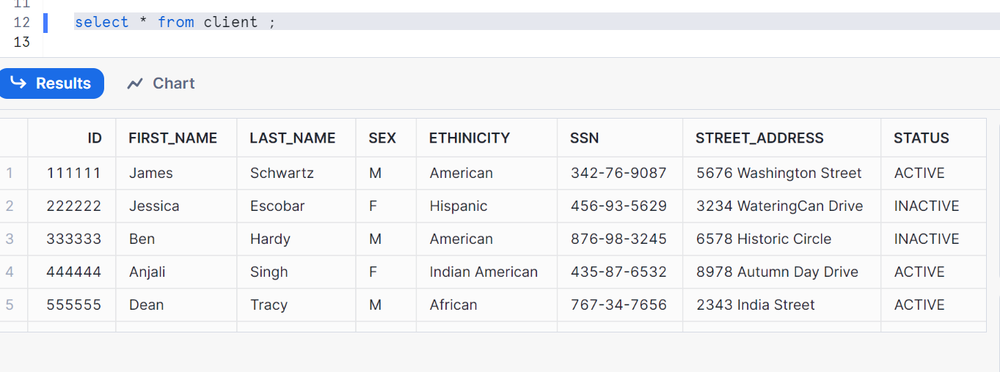 11
12 select * from client ;
13
Results Chart
ID FIRST_NAME LAST_NAME SEX ETHINICITY SSN STREET_ADDRESS STATUS
1 111111 James Schwartz M American 342-76-9087 5676 Washington Street ACTIVE
2 222222 Jessica Escobar F Hispanic 456-93-5629 3234 WateringCan Drive INACTIVE
3 333333 Ben Hardy M American 876-98-3245 6578 Historic Circle INACTIVE
4 444444 Anjali Singh F Indian American 435-87-6532 8978 Autumn Day Drive ACTIVE
5 555555 Dean Tracy M African 767-34-7656 2343 India Street ACTIVE